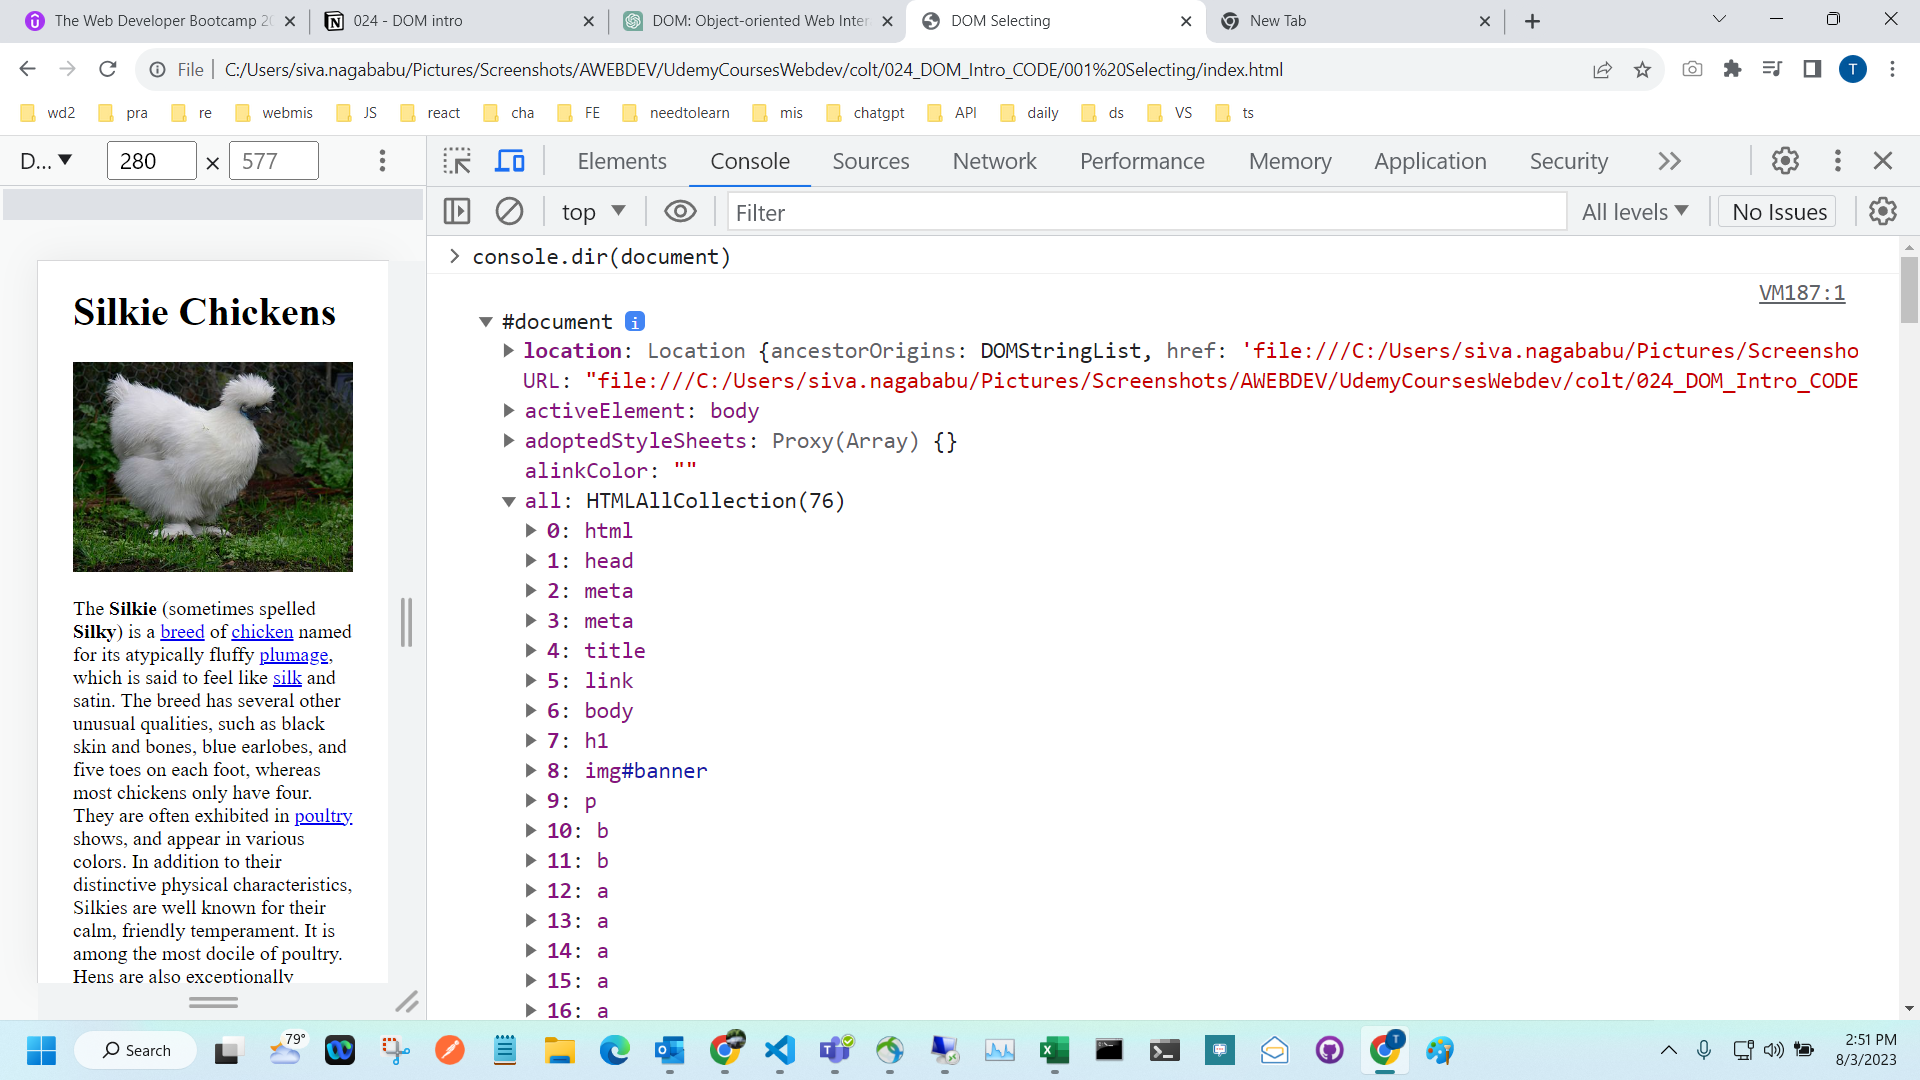 The Web Developer Bootcamp 20
024 - DOM intro
DOM: Object-oriented Web Inter
DOM Selecting
New Tab
File
C:/Users/siva.nagababu/Pictures/Screenshots/AWEBDEV/UdemyCoursesWebdev/colt/024_DOM_Intro_CODE/001%20Selecting/index.html
T
wd2 pra re webmis JS react cha FE needtolearn mis chatgpt API daily ds VS ts
D... 280 × 577
Elements Console Sources Network Performance Memory Application Security
top Filter All levels No Issues
Silkie Chickens
The Silkie (sometimes spelled
Silky) is a breed of chicken named
for its atypically fluffy plumage,
which is said to feel like silk and
satin. The breed has several other
unusual qualities, such as black
skin and bones, blue earlobes, and
five toes on each foot, whereas
most chickens only have four.
They are often exhibited in poultry
shows, and appear in various
colors. In addition to their
distinctive physical characteristics,
Silkies are well known for their
calm, friendly temperament. It is
among the most docile of poultry.
Hens are also exceptionally
console.dir(document)
VM187:1
#document
location: Location {ancestorOrigins: DOMStringList, href: 'file:///C:/Users/siva.nagababu/Pictures/Screensho
URL: "file:///C:/Users/siva.nagababu/Pictures/Screenshots/AWEBDEV/UdemyCoursesWebdev/colt/024_DOM_Intro_CODE
activeElement: body
adoptedStyleSheets: Proxy(Array) {}
alinkColor: ""
all: HTMLAllCollection(76)
0: html
1: head
2: meta
3: meta
4: title
5: link
6: body
7: h1
8: img#banner
9: p
10: b
11: b
12: a
13: a
14: a
15: a
16: a
Search
79°
T
2:51 PM
8/3/2023